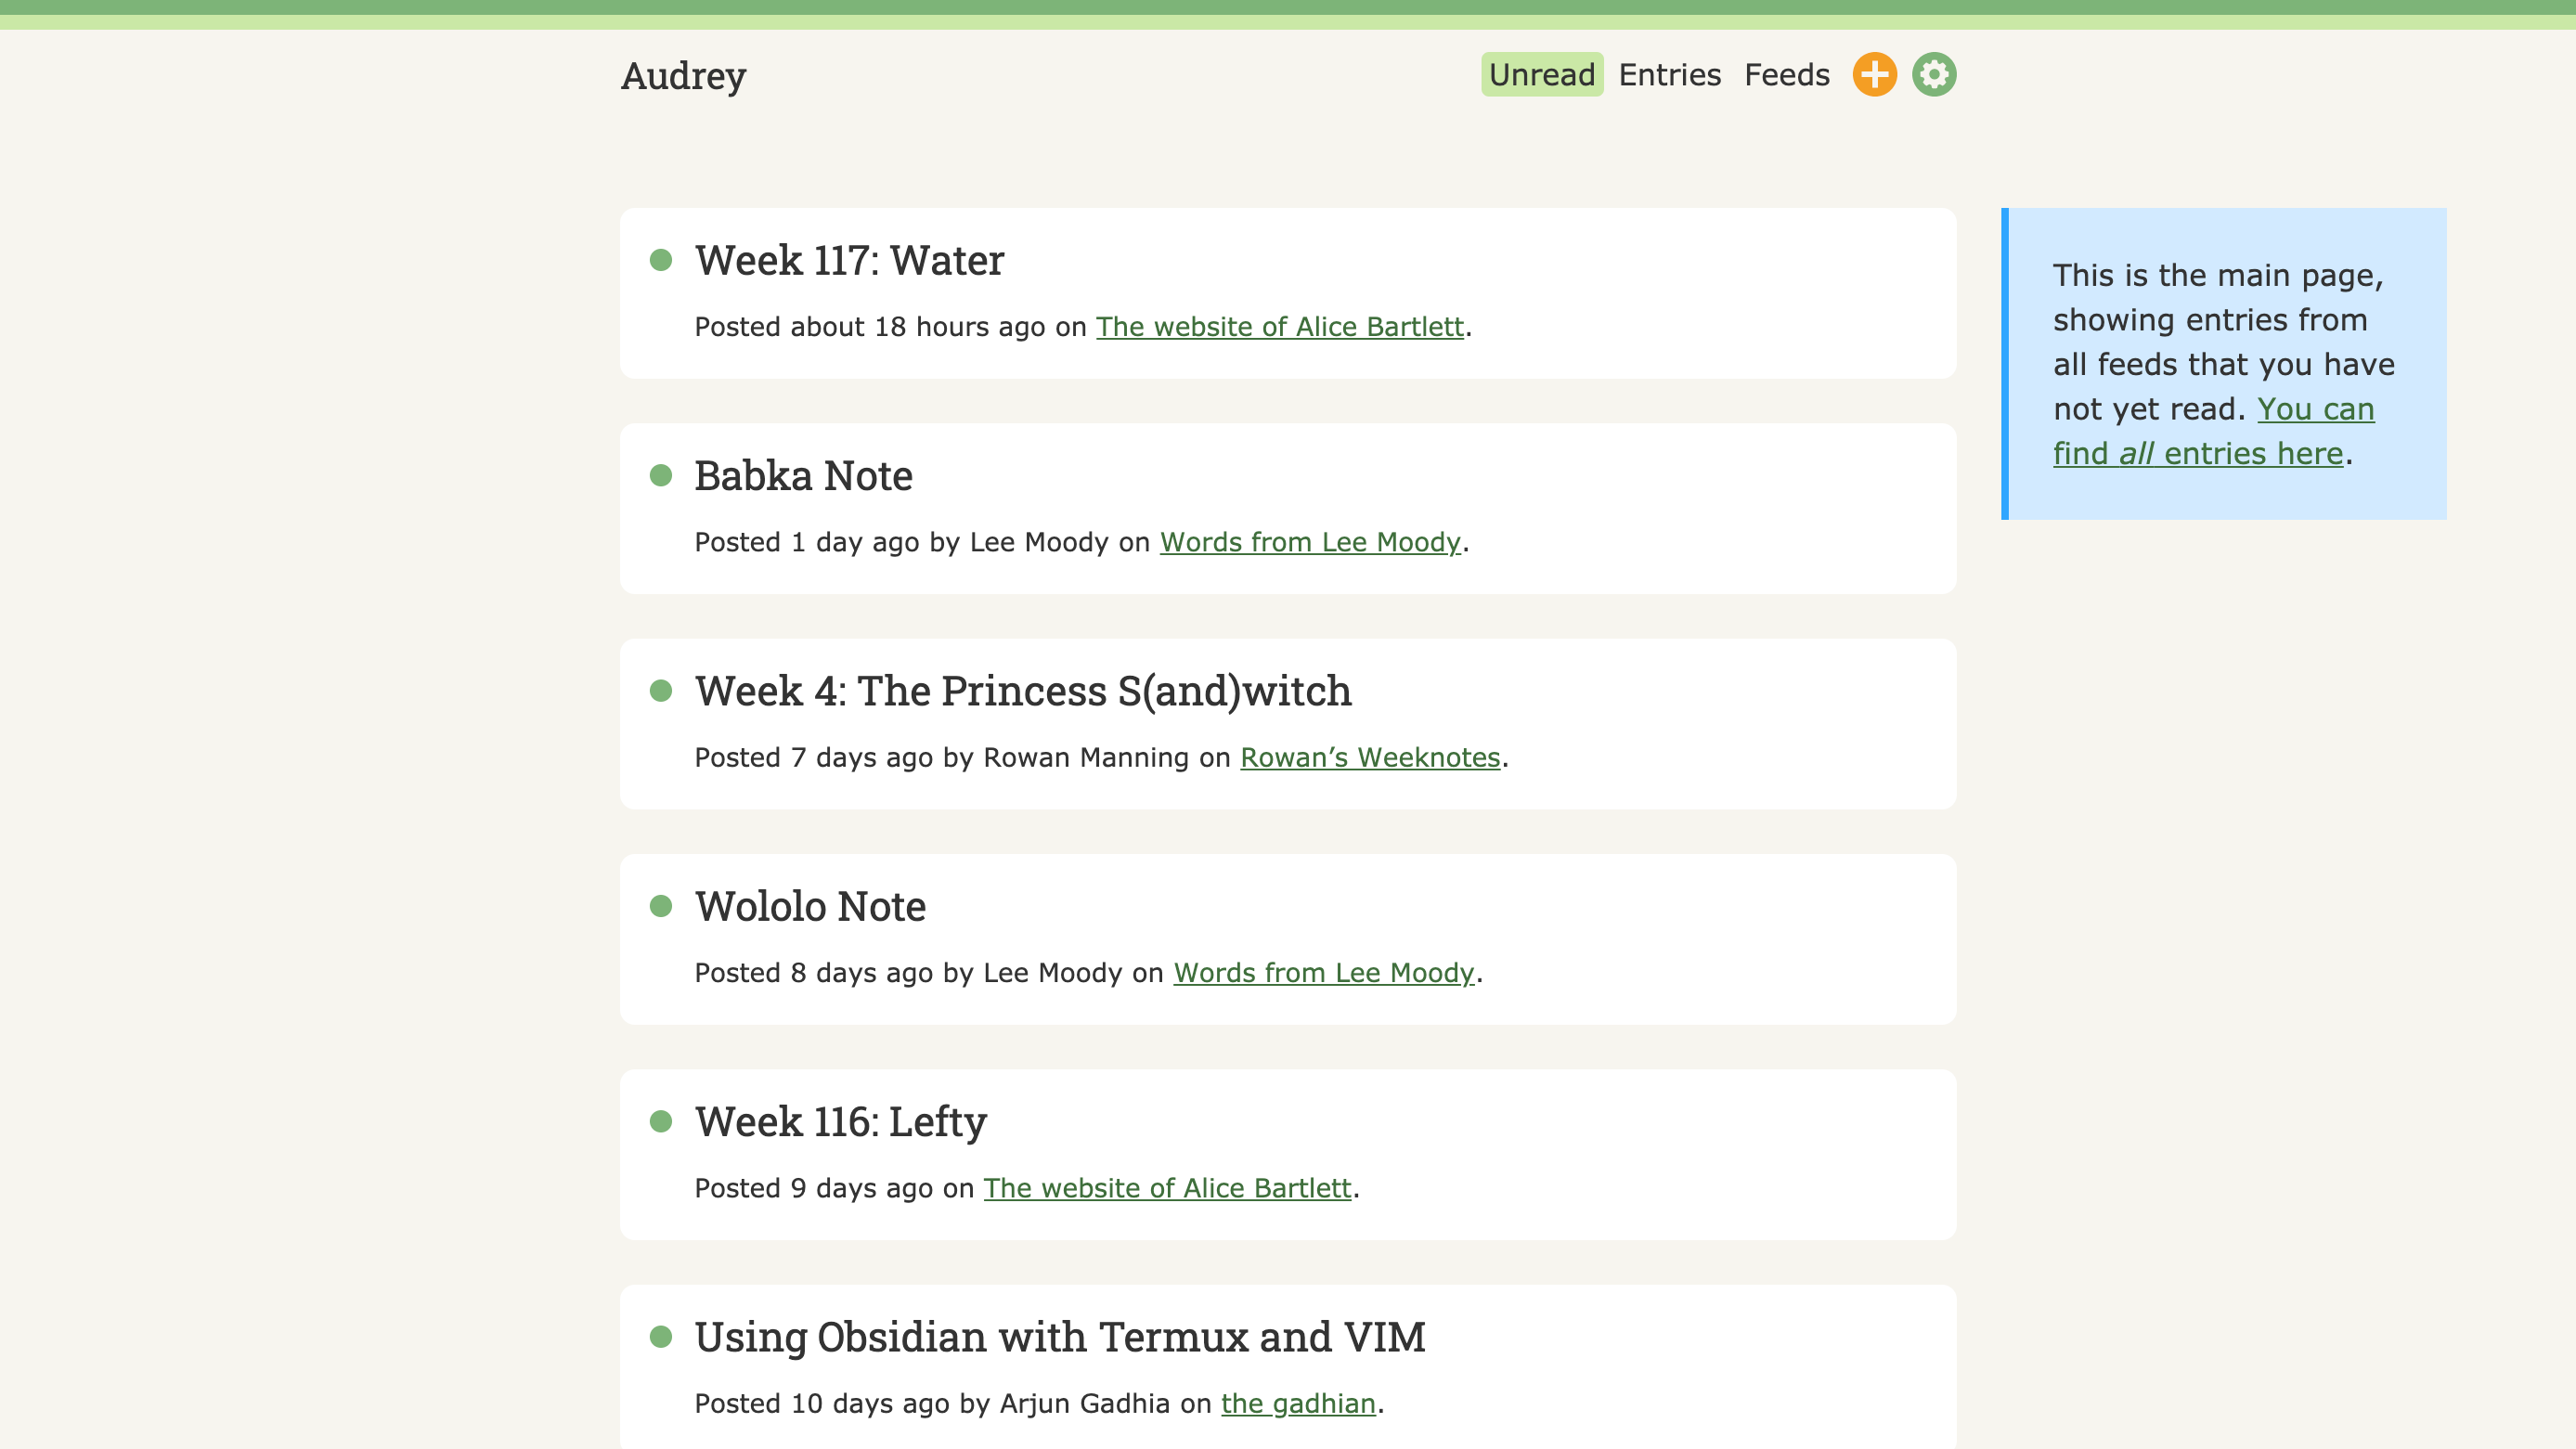 Audrey
Unread Entries Feeds
Week 117: Water
Posted about 18 hours ago on The website of Alice Bartlett.
Babka Note
Posted 1 day ago by Lee Moody on Words from Lee Moody.
Week 4: The Princess S(and)witch
Posted 7 days ago by Rowan Manning on Rowan’s Weeknotes.
Wololo Note
Posted 8 days ago by Lee Moody on Words from Lee Moody.
Week 116: Lefty
Posted 9 days ago on The website of Alice Bartlett.
Using Obsidian with Termux and VIM
Posted 10 days ago by Arjun Gadhia on the gadhian.
This is the main page,
showing entries from
all feeds that you have
not yet read. You can
find all entries here.